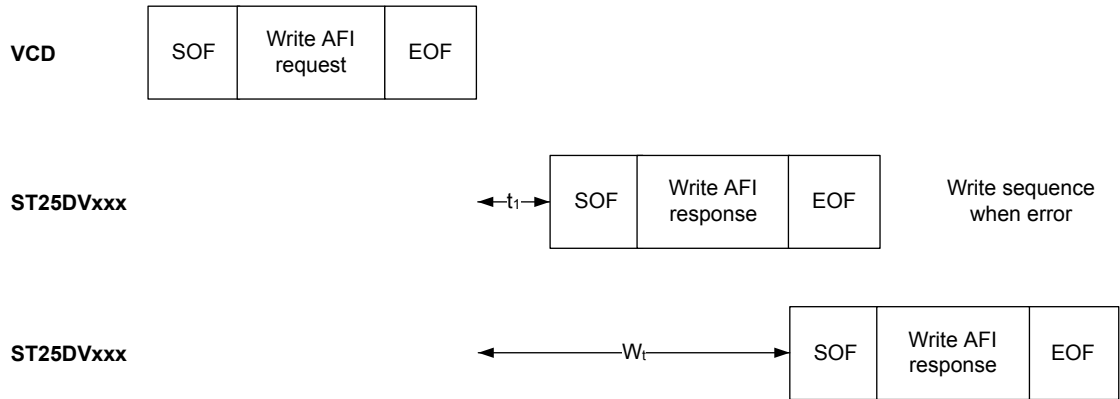 VCD
SOF
Write AFI
request
EOF
ST25DVxxx
t₁
SOF
Write AFI
response
EOF
Write sequence
when error
ST25DVxxx
Wₜ
SOF
Write AFI
response
EOF